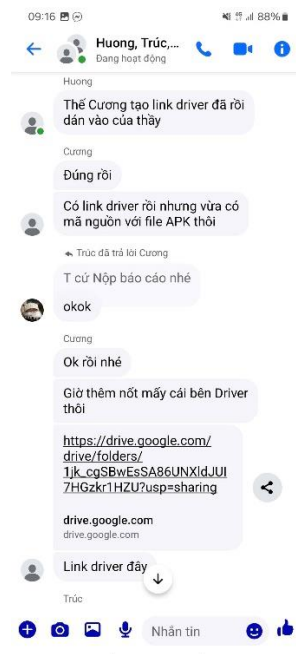 09:16
88%
Huong, Trúc,...
Đang hoạt động
Huong
Thế Cương tạo link driver đã rồi
dán vào của thầy
Cương
Đúng rồi
Có link driver rồi nhưng vừa có
mã nguồn với file APK thôi
Trúc đã trả lời Cương
T cứ Nộp báo cáo nhé
okok
Cương
Ok rồi nhé
Giờ thêm nốt mấy cái bên Driver
thôi
https://drive.google.com/
drive/folders/
1jk_cgSBwEsSA86UNXldJUI
7HGzkr1HZU?usp=sharing
drive.google.com
drive.google.com
Link driver đây
Trúc
Nhắn tin